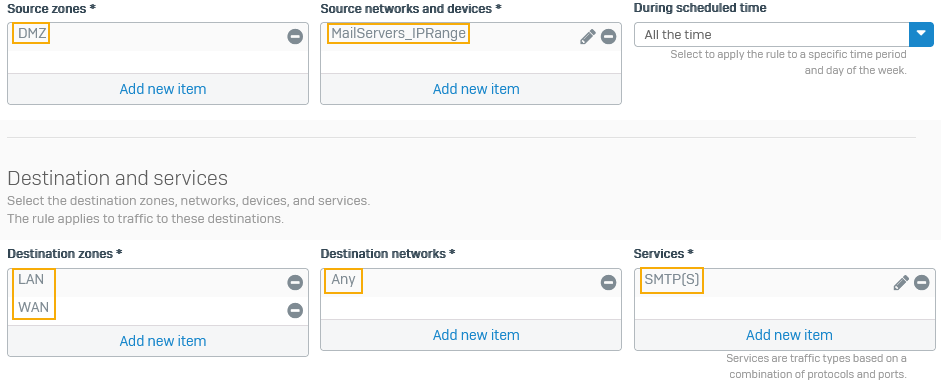 Source zones *
Source networks and devices *
During scheduled time
DMZ
MailServers_IPRange
All the time
Select to apply the rule to a specific time period
and day of the week.
Add new item
Add new item
Destination and services
Select the destination zones, networks, devices, and services.
The rule applies to traffic to these destinations.
Destination zones *
Destination networks *
Services *
LAN
Any
SMTP(S)
WAN
Add new item
Add new item
Add new item
Services are traffic types based on a
combination of protocols and ports.